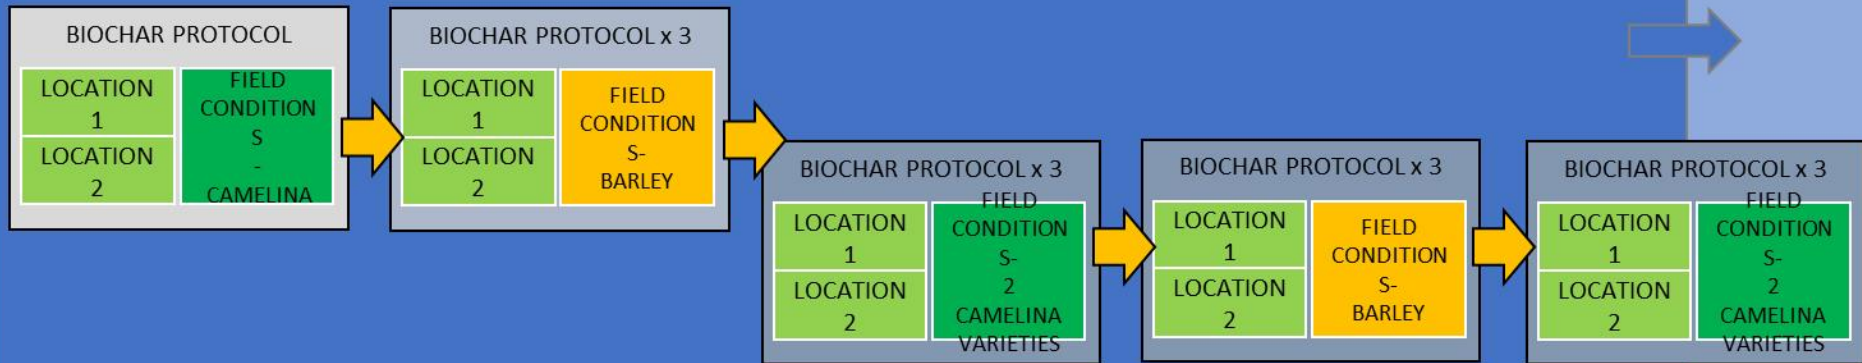 BIOCHAR PROTOCOL
LOCATION
1
LOCATION
2
FIELD
CONDITION
S
-
CAMELINA
BIOCHAR PROTOCOL x 3
LOCATION
1
LOCATION
2
FIELD
CONDITION
S-
BARLEY
BIOCHAR PROTOCOL x 3
LOCATION
1
LOCATION
2
FIELD
CONDITION
S-
2
CAMELINA
VARIETIES
BIOCHAR PROTOCOL x 3
LOCATION
1
LOCATION
2
FIELD
CONDITION
S-
BARLEY
BIOCHAR PROTOCOL x 3
LOCATION
1
LOCATION
2
FIELD
CONDITION
S-
2
CAMELINA
VARIETIES